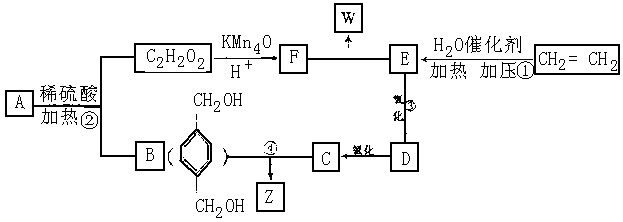 W
C₂H₂O₂ KMn₄O H⁺ F E H₂O催化剂 加热 加压① CH₂= CH₂
A 稀硫酸 加热②
氧化③
CH₂OH
B ( ) ④ C 氧化 D
CH₂OH
Z